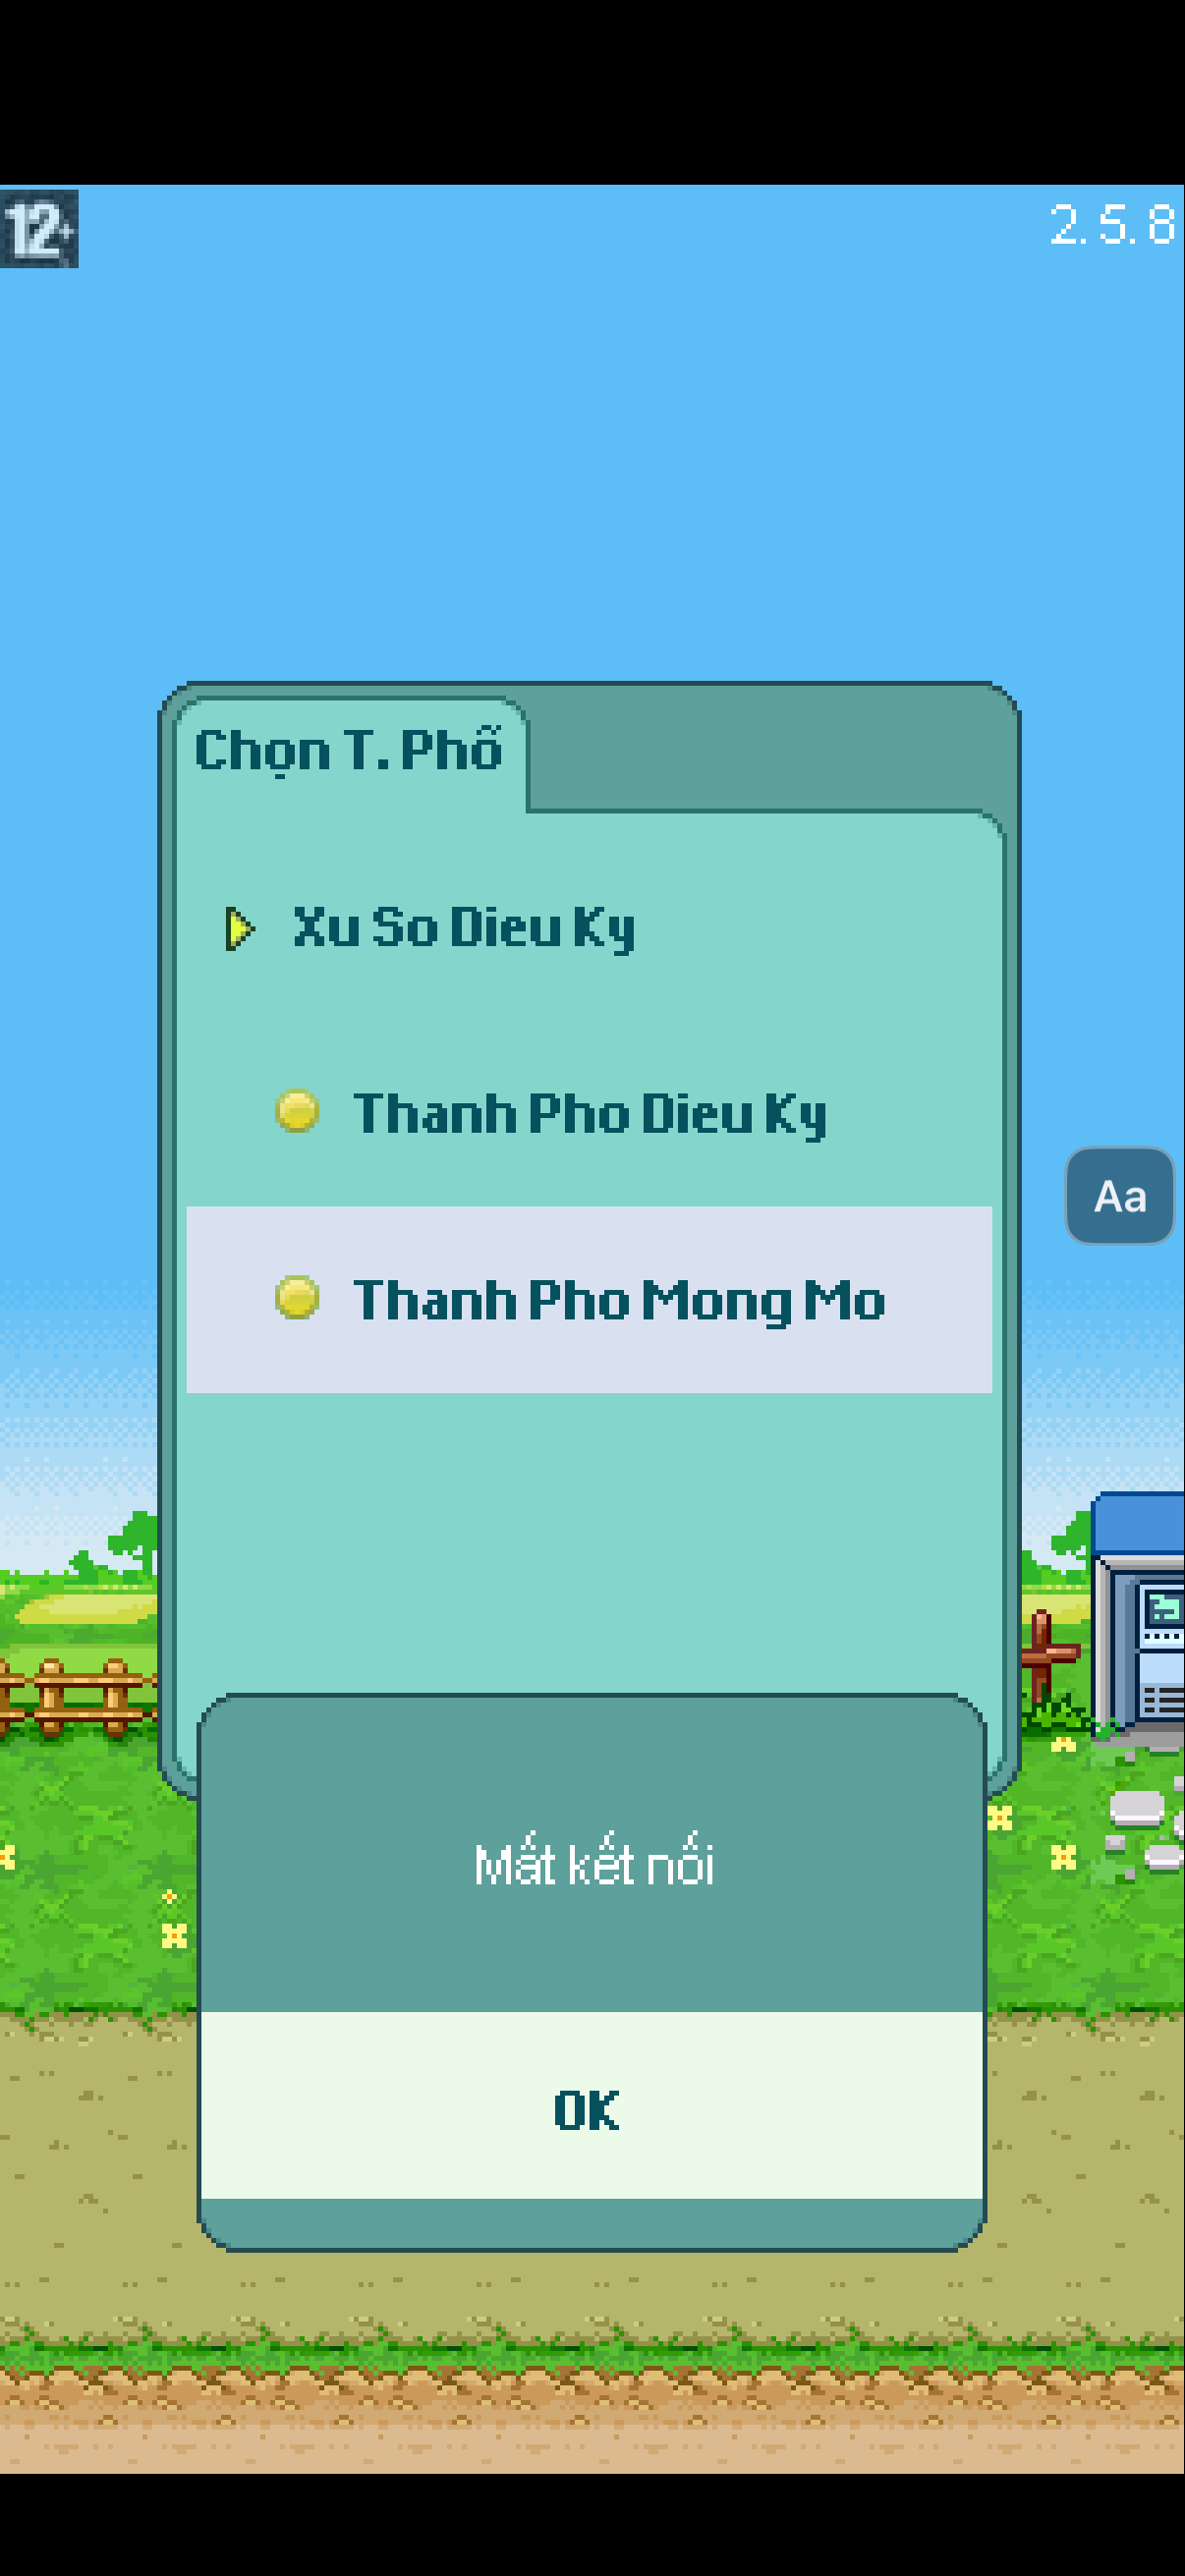 12+
2.5.8
Chọn T. Phố
Xu So Dieu Ky
Thanh Pho Dieu Ky
Aa
Thanh Pho Mong Mo
Mất kết nối
OK